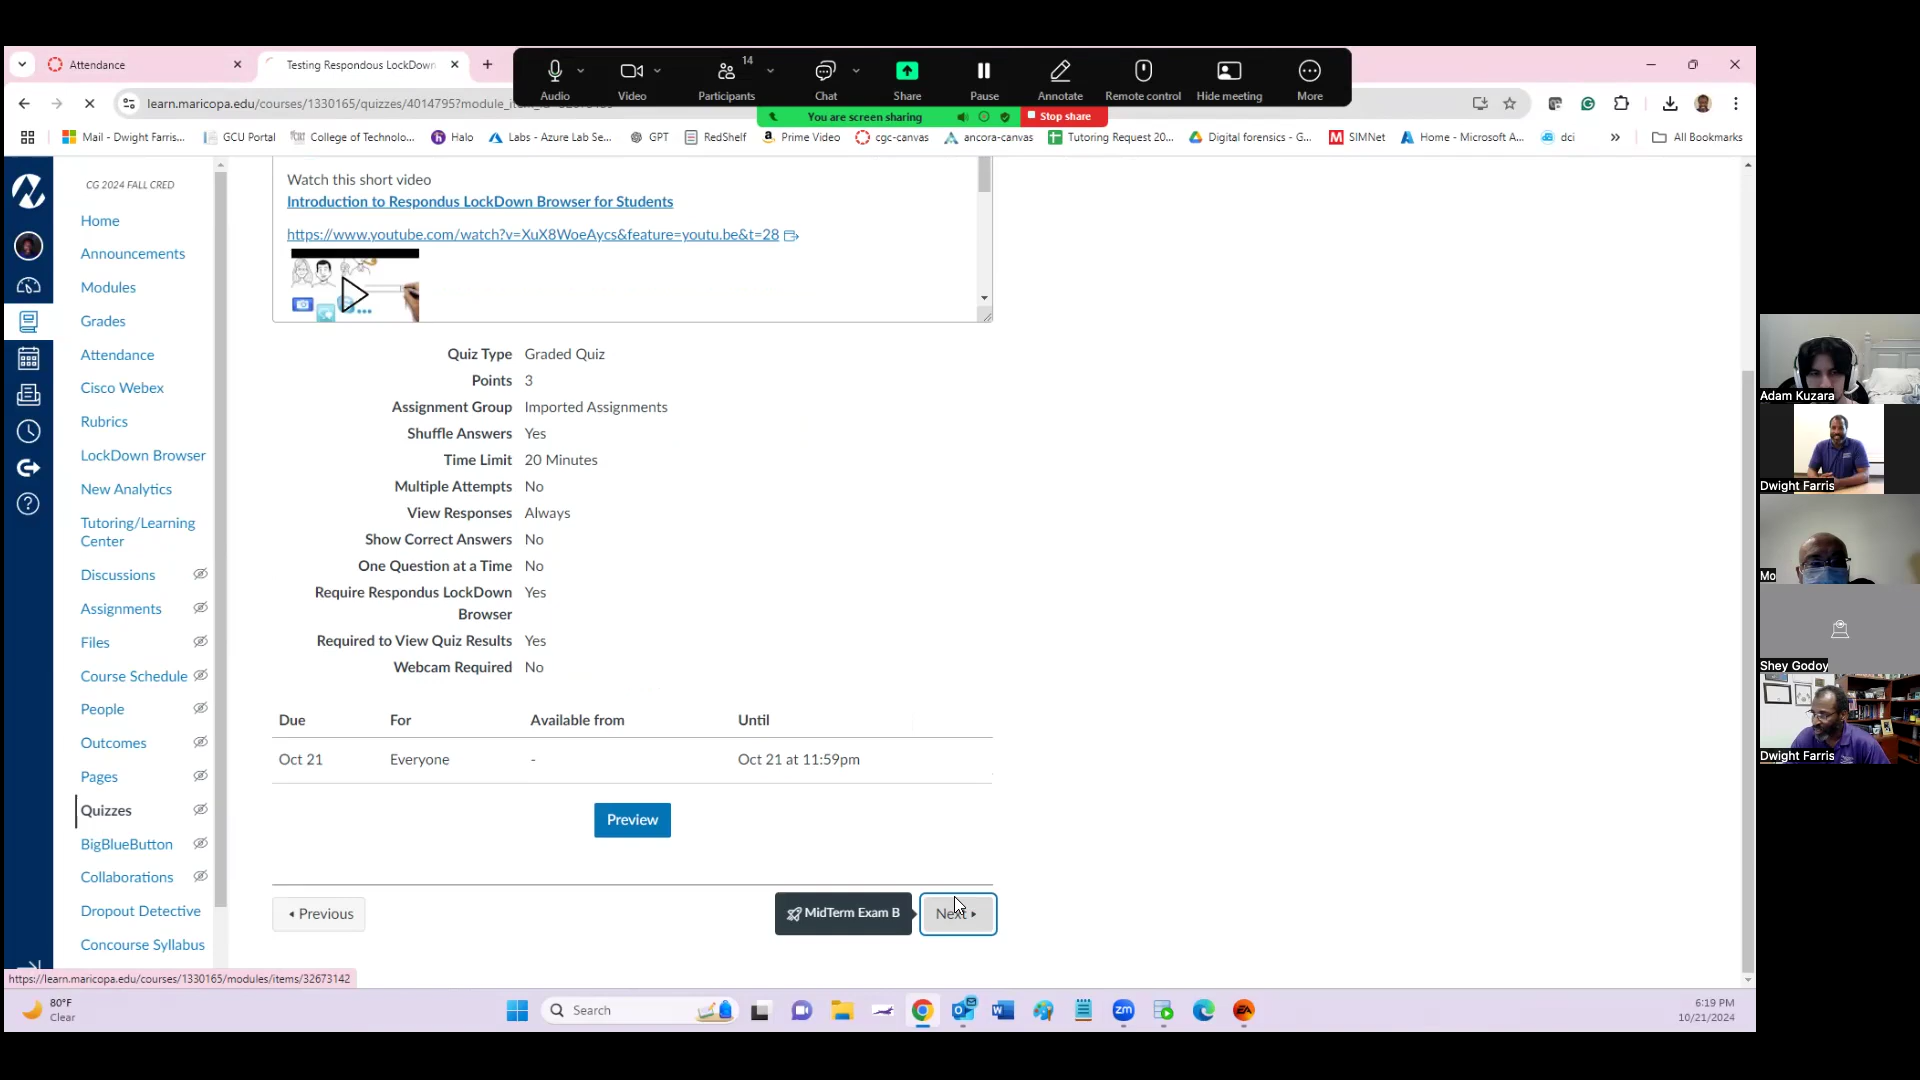 Attendance
Testing Respondous LockDown
Audio
Video
14
Participants
Chat
Share
Pause
Annotate
Remote control
Hide meeting
More
You are screen sharing
Stop share
learn.maricopa.edu/courses/1330165/quizzes/4014795?module_
Mail - Dwight Farris...
GCU Portal
College of Technolo...
Halo
Labs - Azure Lab Se...
GPT
RedShelf
Prime Video
cgc-canvas
ancora-canvas
Tutoring Request 20...
Digital forensics - G...
SIMNet
Home - Microsoft A...
dci
All Bookmarks
CG 2024 FALL CRED
Home
Announcements
Modules
Grades
Attendance
Cisco Webex
Rubrics
LockDown Browser
New Analytics
Tutoring/Learning
Center
Discussions
Assignments
Files
Course Schedule
People
Outcomes
Pages
Quizzes
BigBlueButton
Collaborations
Dropout Detective
Concourse Syllabus
Watch this short video
Introduction to Respondus LockDown Browser for Students
https://www.youtube.com/watch?v=XuX8WoeAycs&feature=youtu.be&t=28
Quiz Type Graded Quiz
Points 3
Assignment Group Imported Assignments
Shuffle Answers Yes
Time Limit 20 Minutes
Multiple Attempts No
View Responses Always
Show Correct Answers No
One Question at a Time No
Require Respondus LockDown Yes
Browser
Required to View Quiz Results Yes
Webcam Required No
Due For Available from Until
Oct 21 Everyone - Oct 21 at 11:59pm
Preview
Previous
MidTerm Exam B
Next
https://learn.maricopa.edu/courses/1330165/modules/items/32673142
80°F
Clear
Search
zm
6:19 PM
10/21/2024
Adam Kuzara
Dwight Farris
Mo
Shey Godoy
Dwight Farris